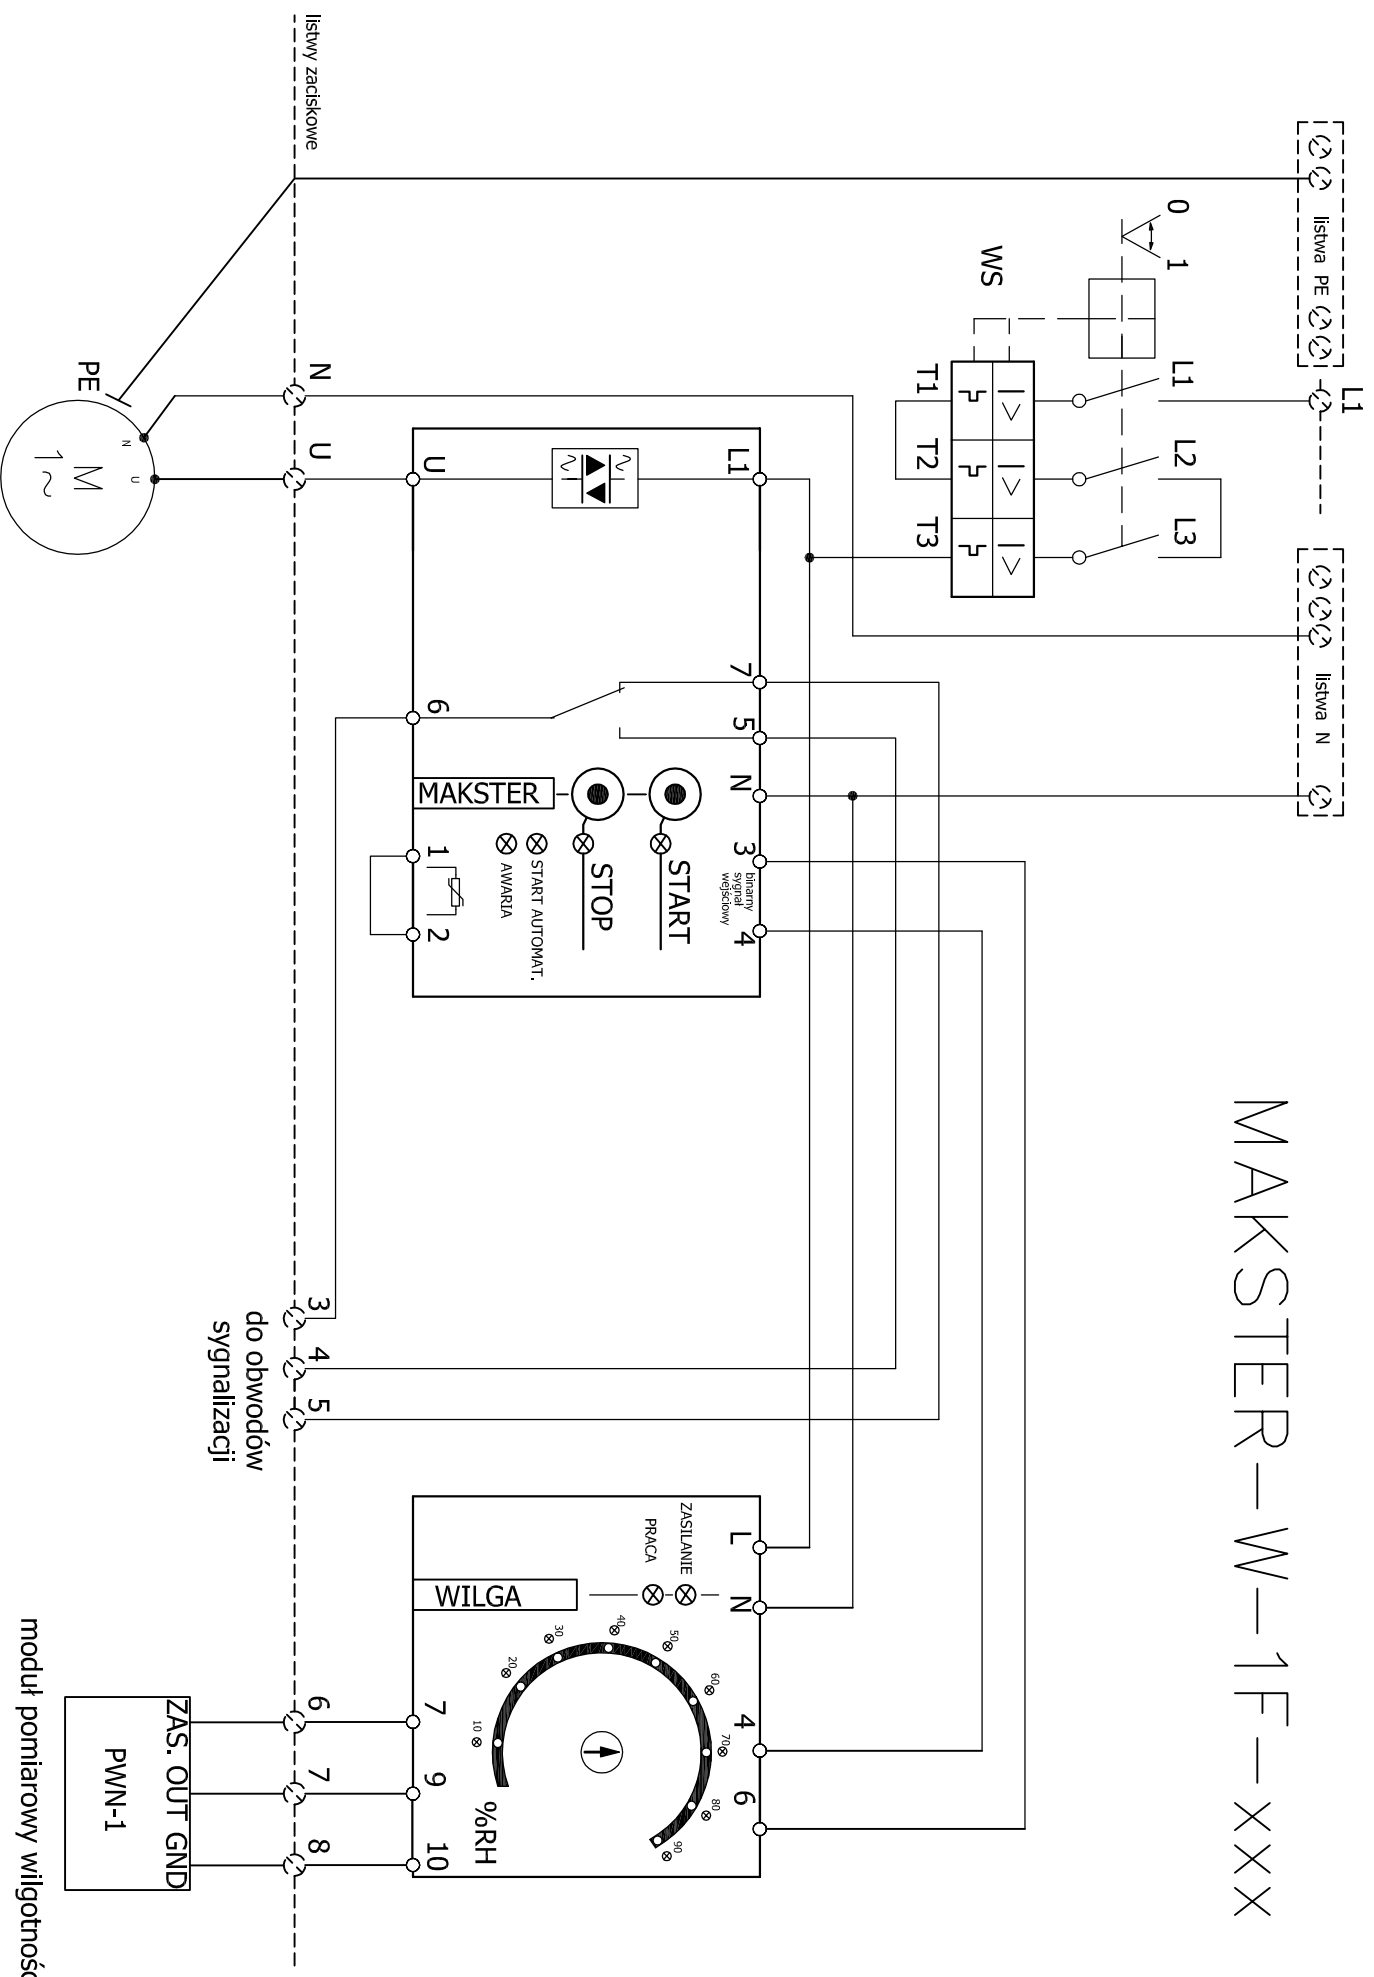 listwa PE
L1
listwa N
MAKSTER-W-1F-XXX
0 1
L1 L2 L3
WS
T1 T2 T3
L1 7 5 N 3 4
binarny
sygnał
wejściowy
START
STOP
START AUTOMAT.
AWARIA
MAKSTER
U 6 1 2
L N 4 6
ZASILANIE
PRACA
WILGA
10 20 30 40 50 60 70 80 90
%RH
7 9 10
listwy zaciskowe
N U 3 4 5 6 7 8
do obwodów
sygnalizacji
PE
N U
M
1~
ZAS. OUT GND
PWN-1
moduł pomiarowy